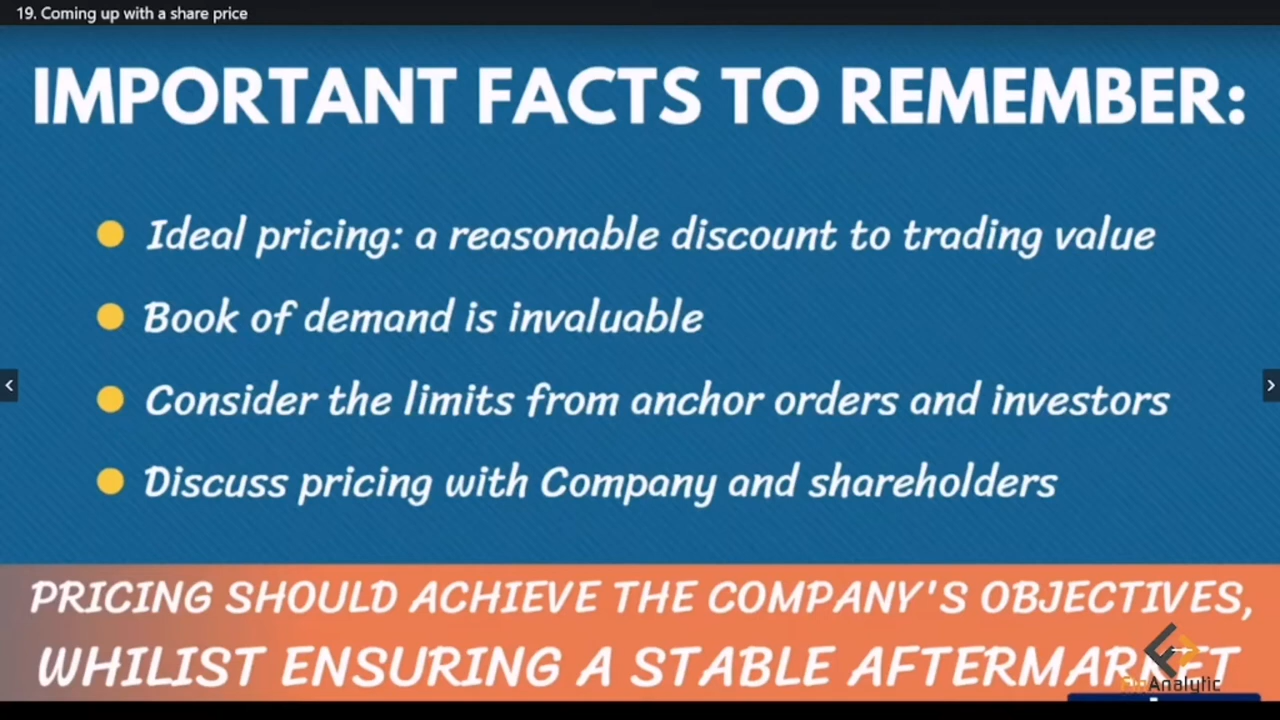 19. Coming up with a share price
IMPORTANT FACTS TO REMEMBER:
Ideal pricing: a reasonable discount to trading value
Book of demand is invaluable
Consider the limits from anchor orders and investors
Discuss pricing with Company and shareholders
PRICING SHOULD ACHIEVE THE COMPANY'S OBJECTIVES,
WHILIST ENSURING A STABLE AFTERMARKET
FinAnalytic